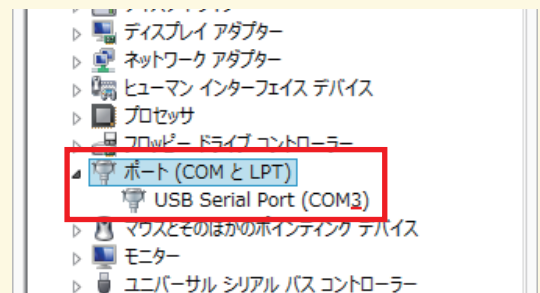 ディスプレイ アダプター
ネットワーク アダプター
ヒューマン インターフェイス デバイス
プロセッサ
フロッピー ドライブ コントローラー
ポート (COM と LPT)
USB Serial Port (COM3)
マウスとそのほかのポインティング デバイス
モニター
ユニバーサル シリアル バス コントローラー